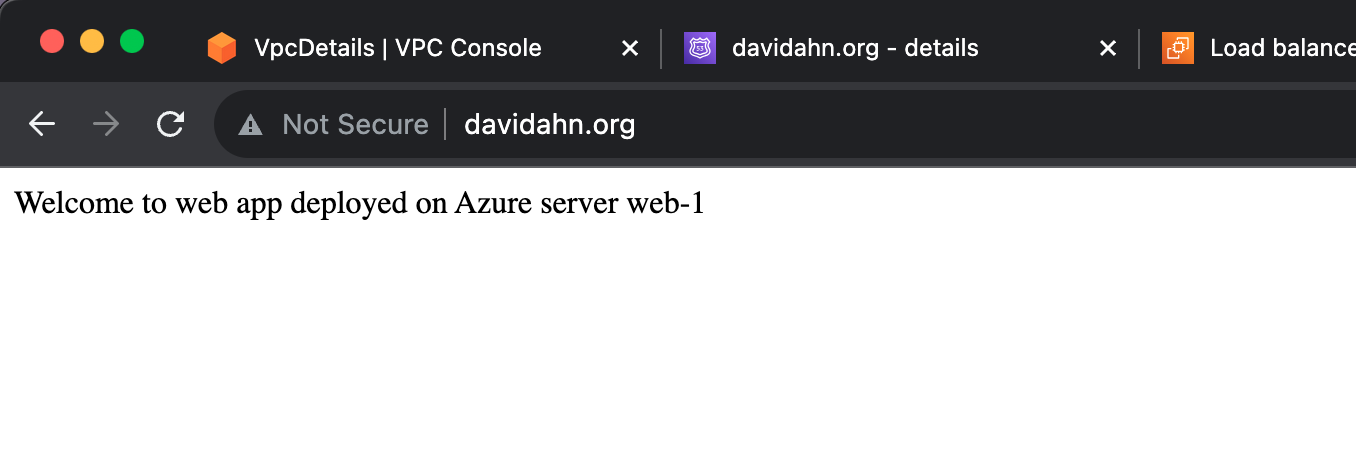 VpcDetails | VPC Console
davidahn.org - details
Load balance
Not Secure
davidahn.org
Welcome to web app deployed on Azure server web-1